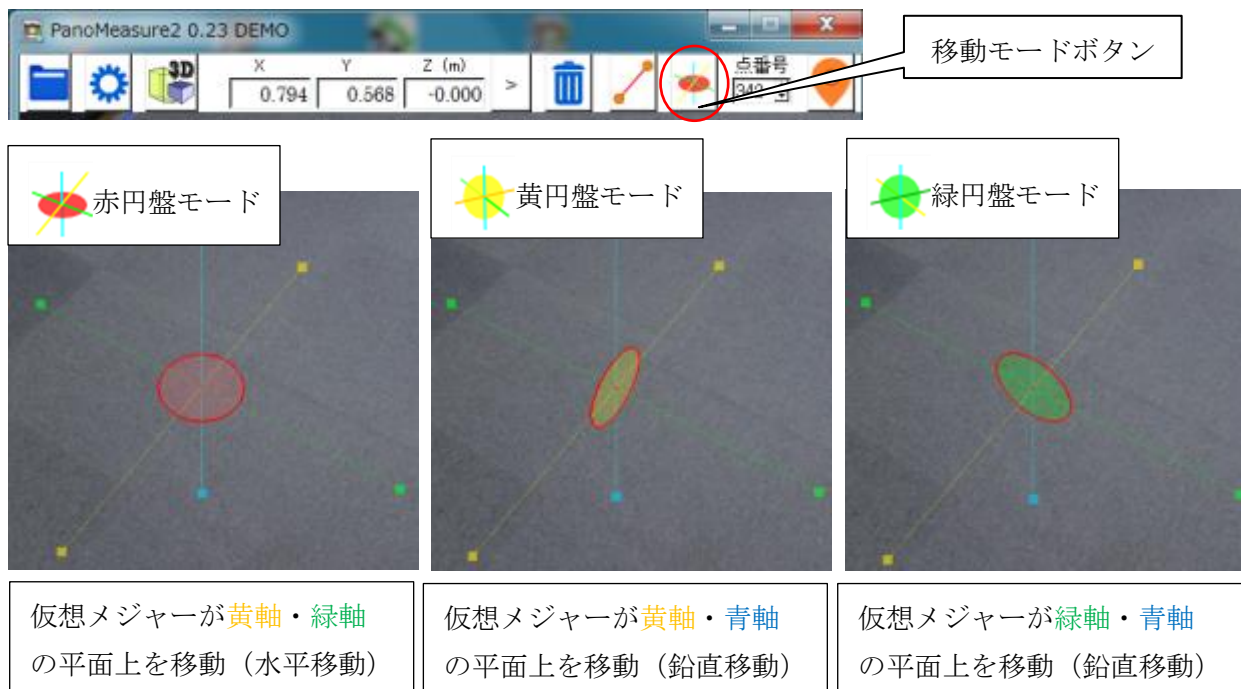 PanoMeasure2 0.23 DEMO
移動モードボタン
3D
X Y Z (m)
0.794 0.568 -0.000 >
点番号
342
赤円盤モード
黄円盤モード
緑円盤モード
仮想メジャーが黄軸・緑軸
の平面上を移動（水平移動）
仮想メジャーが黄軸・青軸
の平面上を移動（鉛直移動）
仮想メジャーが緑軸・青軸
の平面上を移動（鉛直移動）